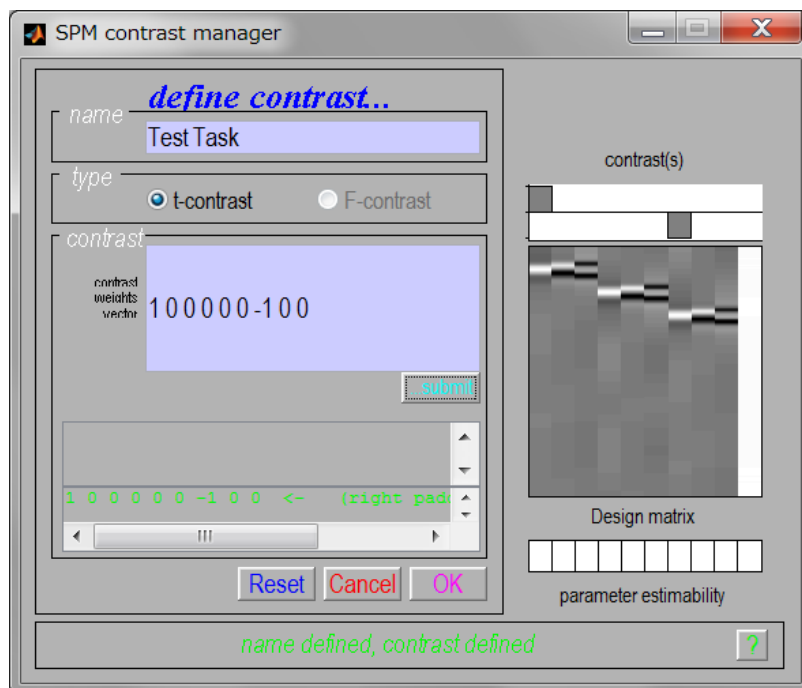 SPM contrast manager
define contrast...
name
Test Task
type
t-contrast
F-contrast
contrast
contrast
weights
vector
1 0 0 0 0 0 -1 0 0
...submit
1 0 0 0 0 0 -1 0 0 <- (right
Reset
Cancel
OK
contrast(s)
Design matrix
parameter estimability
name defined, contrast defined
?